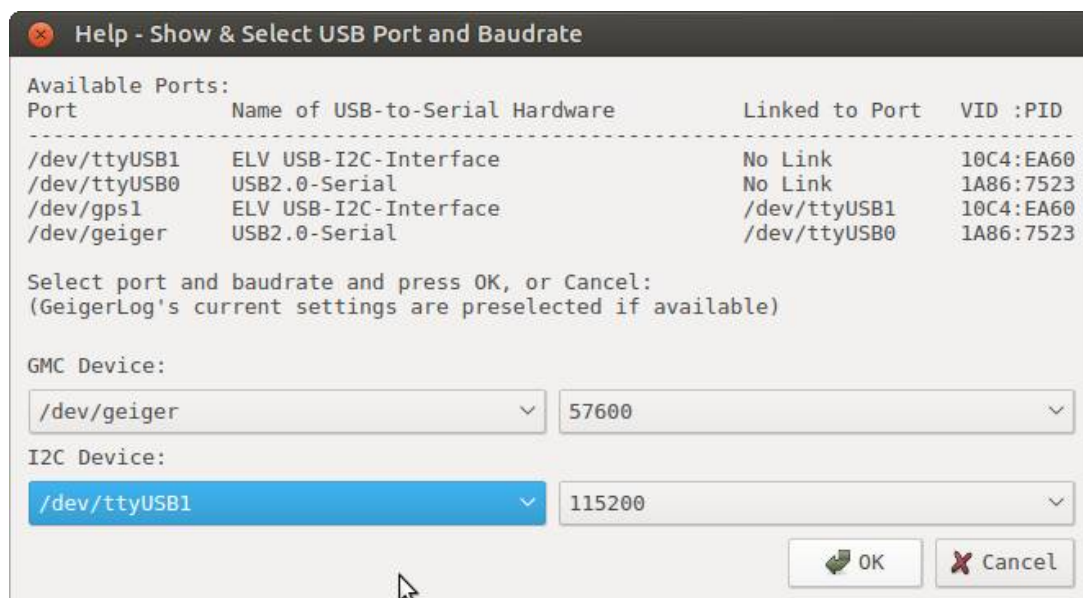 Help - Show & Select USB Port and Baudrate
Available Ports:
Port Name of USB-to-Serial Hardware Linked to Port VID :PID
--------------------------------------------------------------------------------
/dev/ttyUSB1 ELV USB-I2C-Interface No Link 10C4:EA60
/dev/ttyUSB0 USB2.0-Serial No Link 1A86:7523
/dev/gps1 ELV USB-I2C-Interface /dev/ttyUSB1 10C4:EA60
/dev/geiger USB2.0-Serial /dev/ttyUSB0 1A86:7523
Select port and baudrate and press OK, or Cancel:
(GeigerLog's current settings are preselected if available)
GMC Device:
/dev/geiger 57600
I2C Device:
/dev/ttyUSB1 115200
OK Cancel